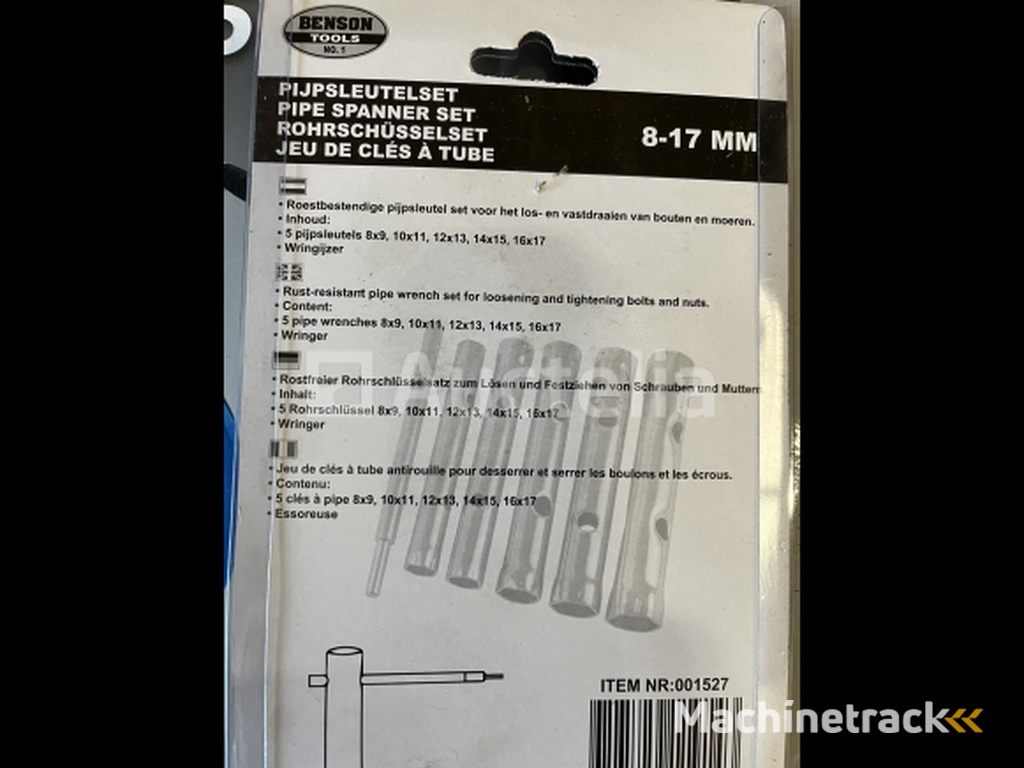 BENSON
TOOLS
NO. 1
PIJPSLEUTELSET
PIPE SPANNER SET
ROHRSCHÜSSELSET
JEU DE CLÉS À TUBE
8-17 MM
• Roestbestendige pijpsleutel set voor het los- en vastdraaien van bouten en moeren.
• Inhoud:
• 5 pijpsleutels 8x9, 10x11, 12x13, 14x15, 16x17
• Wringijzer
• Rust-resistant pipe wrench set for loosening and tightening bolts and nuts.
• Content:
• 5 pipe wrenches 8x9, 10x11, 12x13, 14x15, 16x17
• Wringer
• Rostfreier Rohrschlüsselsatz zum Lösen und Festziehen von Schrauben und Muttern
• Inhalt:
• 5 Rohrschlüssel 8x9, 10x11, 12x13, 14x15, 16x17
• Wringer
• Jeu de clés à tube antirouille pour desserrer et serrer les boulons et les écrous.
• Contenu:
• 5 clés à pipe 8x9, 10x11, 12x13, 14x15, 16x17
• Essoreuse
Auctelia
ITEM NR:001527
Machinetrack